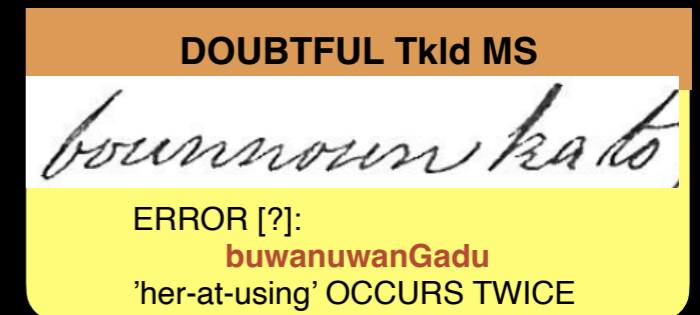 DOUBTFUL Tkld MS
bounnoun kato
ERROR [?]:
buwanuwanGadu
'her-at-using' OCCURS TWICE